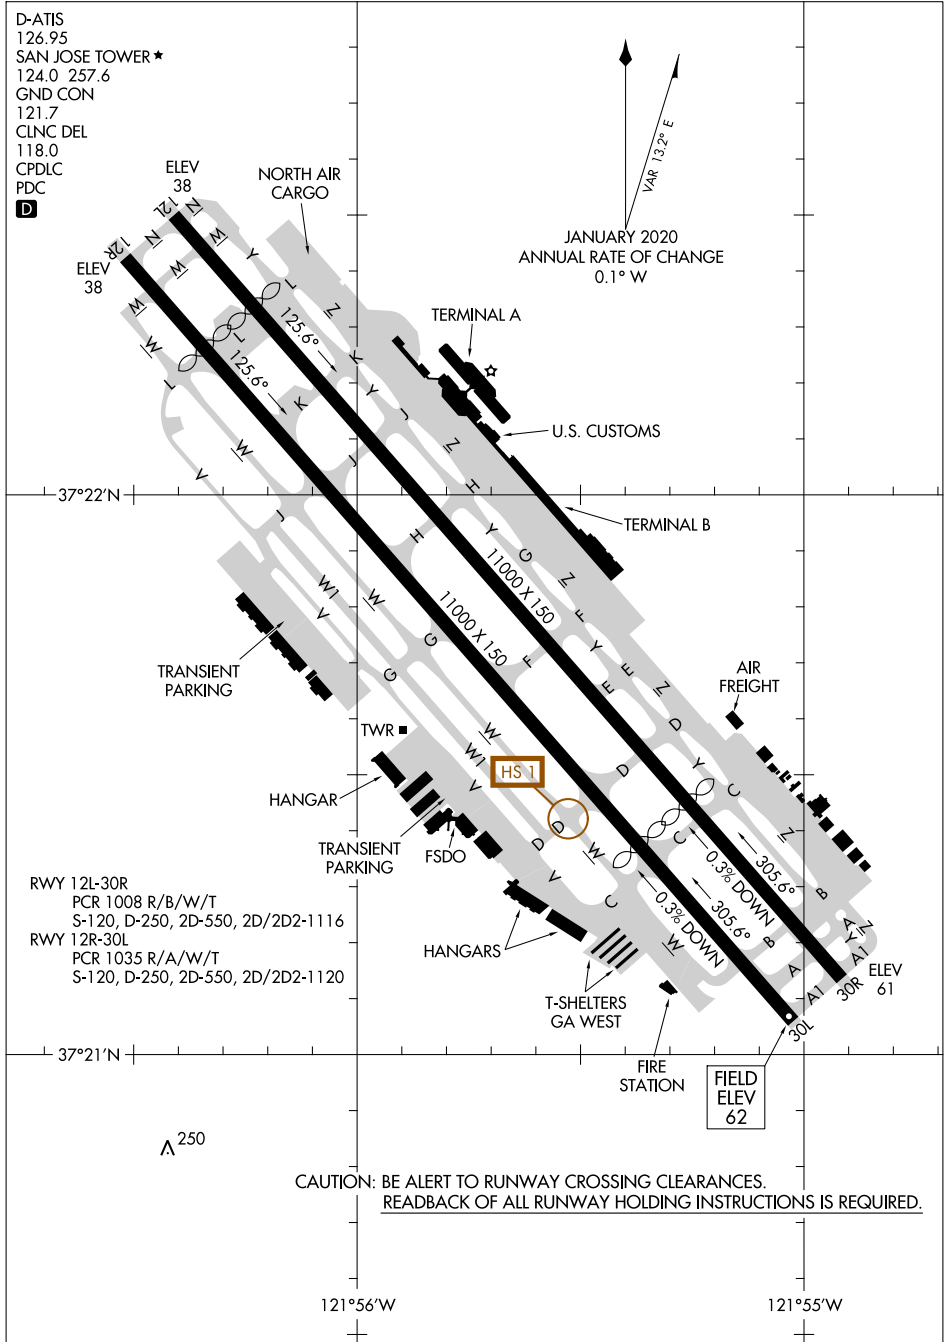 D-ATIS
126.95
SAN JOSE TOWER ★
124.0 257.6
GND CON
121.7
CLNC DEL
118.0
CPDLC
PDC
D
VAR 13.2° E
JANUARY 2020
ANNUAL RATE OF CHANGE
0.1° W
ELEV
38
NORTH AIR
CARGO
12L
N
N
W
W
Y
12R
ELEV
38
W
W
L
Z
L
L
125.6°
125.6°
K
K
Y
J
J
Z
TERMINAL A
U.S. CUSTOMS
TERMINAL B
37°22'N
W
V
J
H
H
Y
G
Z
11000 X 150
11000 X 150
W1
V
W
G
G
F
F
Y
E
E
Z
D
D
Y
C
Z
TRANSIENT
PARKING
AIR
FREIGHT
TWR
W
W1
V
HS 1
HANGAR
TRANSIENT
PARKING
FSDO
D
D
V
W
C
C
305.6°
0.3% DOWN
305.6°
0.3% DOWN
B
B
A
Z
Y
A1
A
A1
30R
30L
ELEV
61
W
RWY 12L-30R
PCR 1008 R/B/W/T
S-120, D-250, 2D-550, 2D/2D2-1116
RWY 12R-30L
PCR 1035 R/A/W/T
S-120, D-250, 2D-550, 2D/2D2-1120
HANGARS
T-SHELTERS
GA WEST
37°21'N
FIRE
STATION
FIELD
ELEV
62
250
CAUTION: BE ALERT TO RUNWAY CROSSING CLEARANCES.
READBACK OF ALL RUNWAY HOLDING INSTRUCTIONS IS REQUIRED.
121°56'W
121°55'W